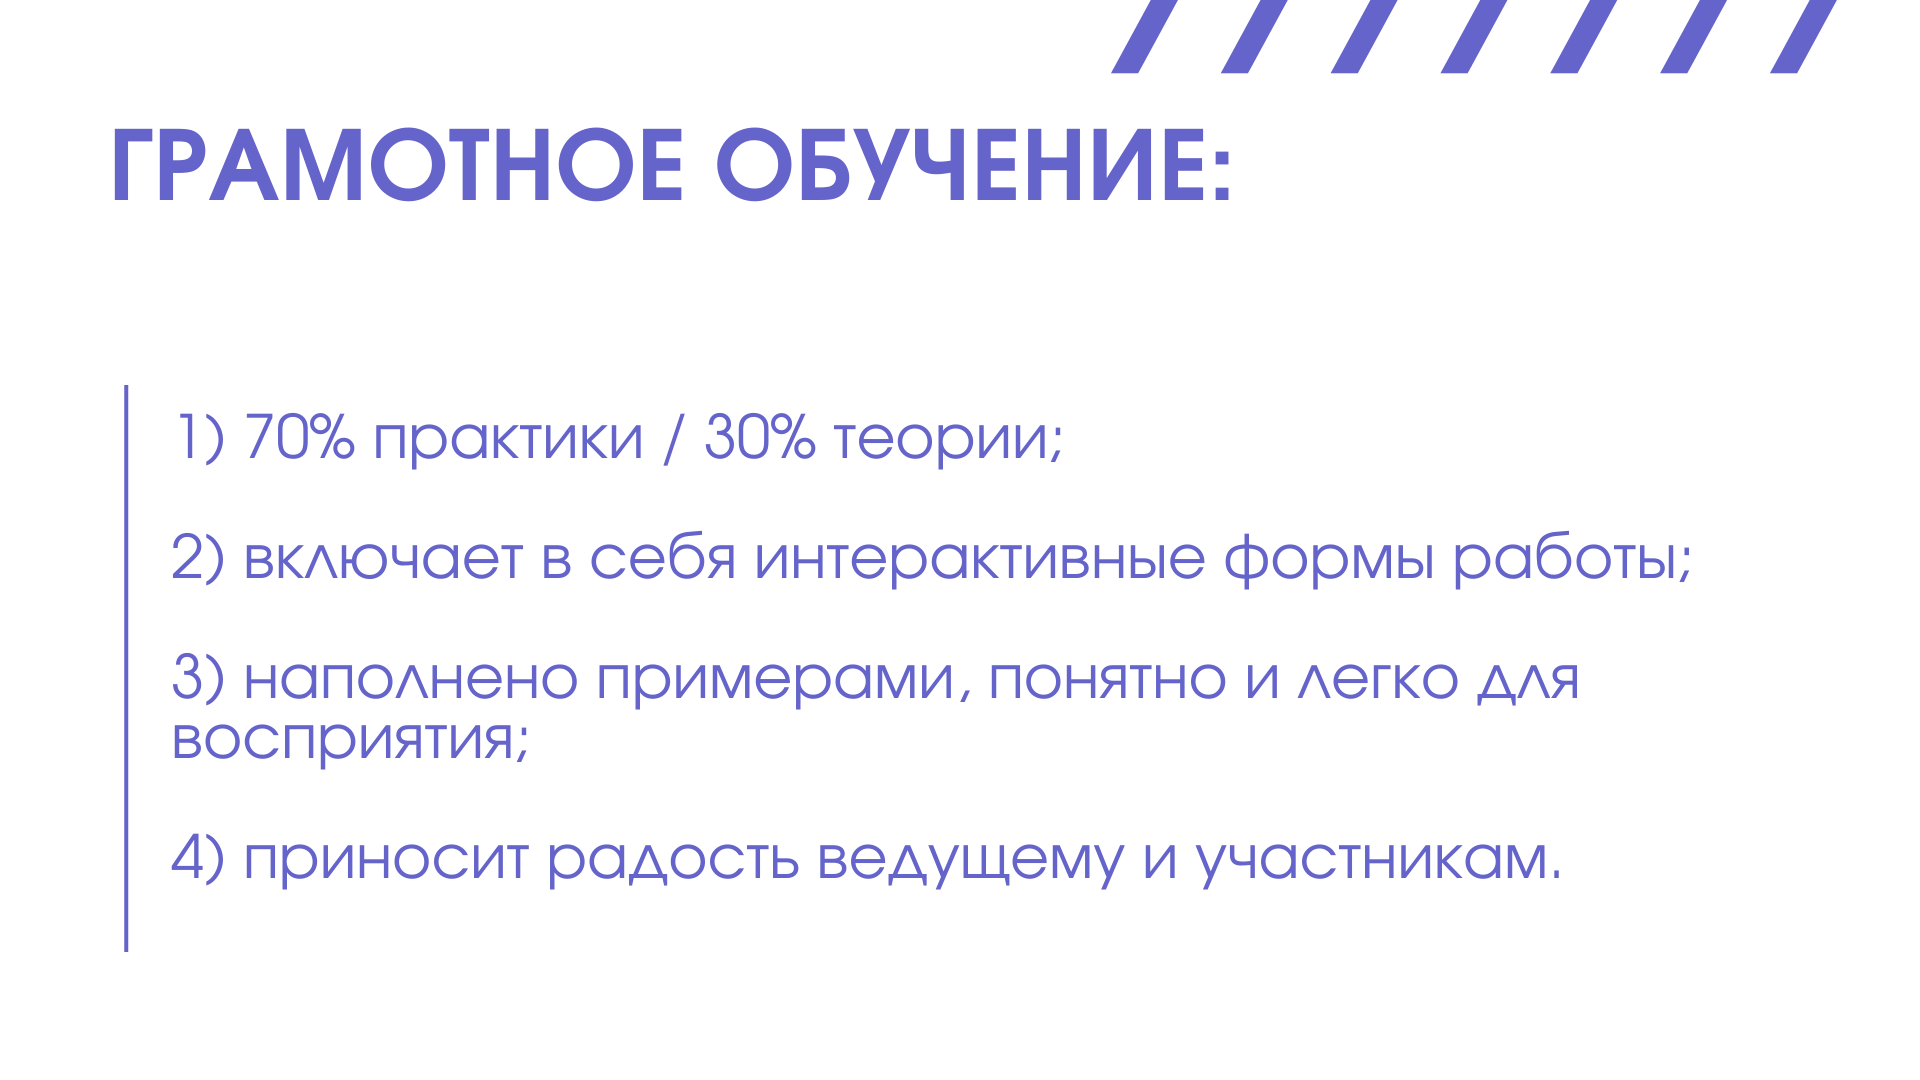 ГРАМОТНОЕ ОБУЧЕНИЕ:
1) 70% практики / 30% теории;
2) включает в себя интерактивные формы работы;
3) наполнено примерами, понятно и легко для
восприятия;
4) приносит радость ведущему и участникам.